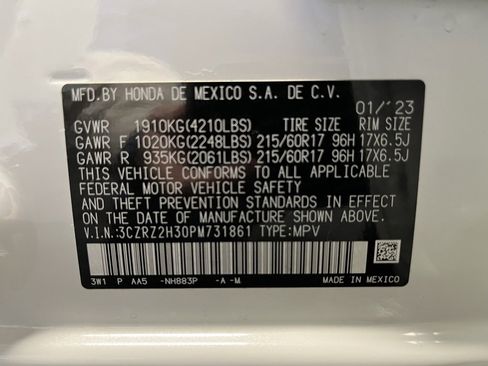 MFD.BY HONDA DE MEXICO S.A. DE C.V.
01/'23
GVWR 1910KG(4210LBS) TIRE SIZE RIM SIZE
GAWR F 1020KG(2248LBS) 215/60R17 96H 17X6.5J
GAWR R 935KG(2061LBS) 215/60R17 96H 17X6.5J
THIS VEHICLE CONFORMS TO ALL APPLICABLE
FEDERAL MOTOR VEHICLE SAFETY
AND THEFT PREVENTION STANDARDS IN EFFECT
ON THE DATE OF MANUFACTURE SHOWN ABOVE.
V.I.N.:3CZRZ2H30PM731861 TYPE:MPV
3W1 P AA5 -NH883P -A -M MADE IN MEXICO